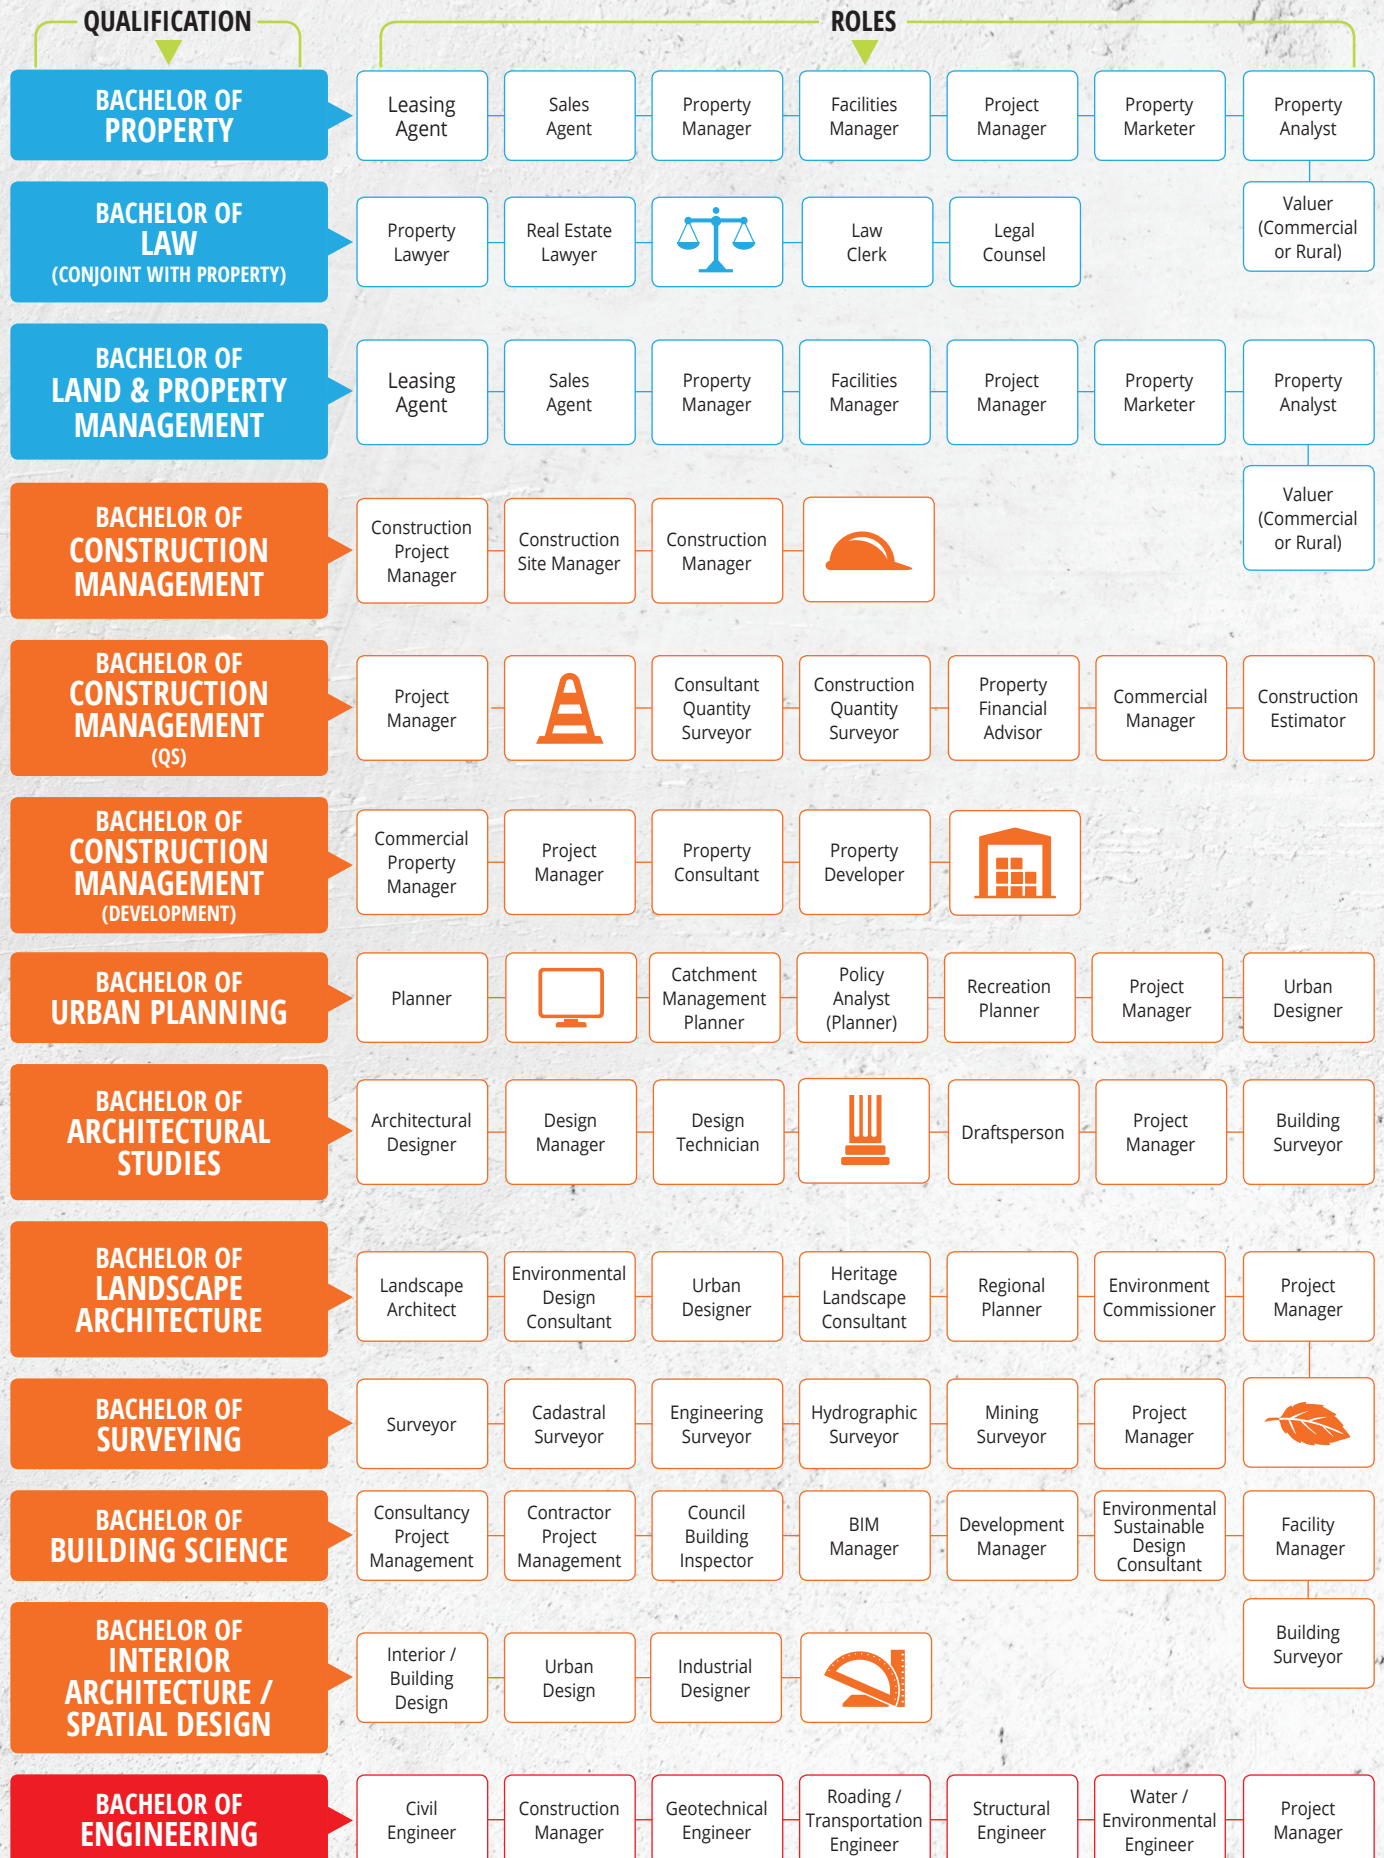 QUALIFICATION
ROLES
BACHELOR OF
PROPERTY
Leasing
Agent
Sales
Agent
Property
Manager
Facilities
Manager
Project
Manager
Property
Marketer
Property
Analyst
Valuer
(Commercial
or Rural)
BACHELOR OF
LAW
(CONJOINT WITH PROPERTY)
Property
Lawyer
Real Estate
Lawyer
Law
Clerk
Legal
Counsel
BACHELOR OF
LAND & PROPERTY
MANAGEMENT
Leasing
Agent
Sales
Agent
Property
Manager
Facilities
Manager
Project
Manager
Property
Marketer
Property
Analyst
Valuer
(Commercial
or Rural)
BACHELOR OF
CONSTRUCTION
MANAGEMENT
Construction
Project
Manager
Construction
Site Manager
Construction
Manager
BACHELOR OF
CONSTRUCTION
MANAGEMENT
(QS)
Project
Manager
Consultant
Quantity
Surveyor
Construction
Quantity
Surveyor
Property
Financial
Advisor
Commercial
Manager
Construction
Estimator
BACHELOR OF
CONSTRUCTION
MANAGEMENT
(DEVELOPMENT)
Commercial
Property
Manager
Project
Manager
Property
Consultant
Property
Developer
BACHELOR OF
URBAN PLANNING
Planner
Catchment
Management
Planner
Policy
Analyst
(Planner)
Recreation
Planner
Project
Manager
Urban
Designer
BACHELOR OF
ARCHITECTURAL
STUDIES
Architectural
Designer
Design
Manager
Design
Technician
Draftsperson
Project
Manager
Building
Surveyor
BACHELOR OF
LANDSCAPE
ARCHITECTURE
Landscape
Architect
Environmental
Design
Consultant
Urban
Designer
Heritage
Landscape
Consultant
Regional
Planner
Environment
Commissioner
Project
Manager
BACHELOR OF
SURVEYING
Surveyor
Cadastral
Surveyor
Engineering
Surveyor
Hydrographic
Surveyor
Mining
Surveyor
Project
Manager
BACHELOR OF
BUILDING SCIENCE
Consultancy
Project
Management
Contractor
Project
Management
Council
Building
Inspector
BIM
Manager
Development
Manager
Environmental
Sustainable
Design
Consultant
Facility
Manager
Building
Surveyor
BACHELOR OF
INTERIOR
ARCHITECTURE /
SPATIAL DESIGN
Interior /
Building
Design
Urban
Design
Industrial
Designer
BACHELOR OF
ENGINEERING
Civil
Engineer
Construction
Manager
Geotechnical
Engineer
Roading /
Transportation
Engineer
Structural
Engineer
Water /
Environmental
Engineer
Project
Manager